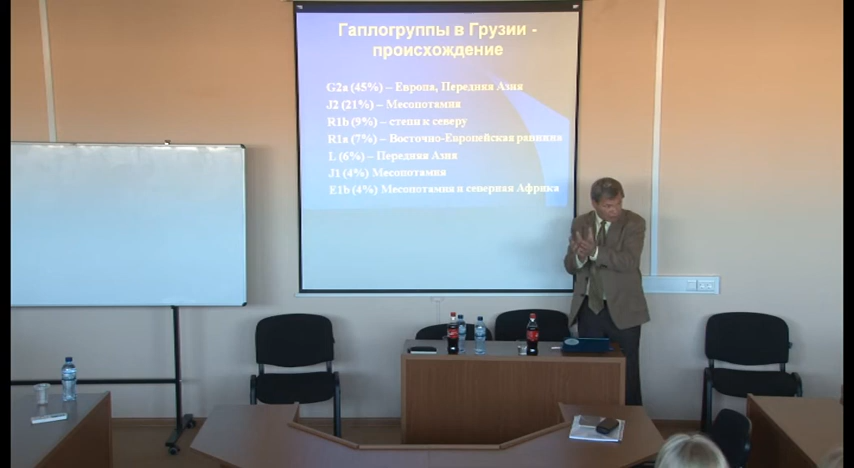 Гаплогруппы в Грузии -
происхождение
G2a (45%) – Европа, Передняя Азия
J2 (21%) – Месопотамия
R1b (9%) – степи к северу
R1a (7%) – Восточно-Европейская равнина
L (6%) – Передняя Азия
J1 (4%) Месопотамия
E1b (4%) Месопотамия и северная Африка